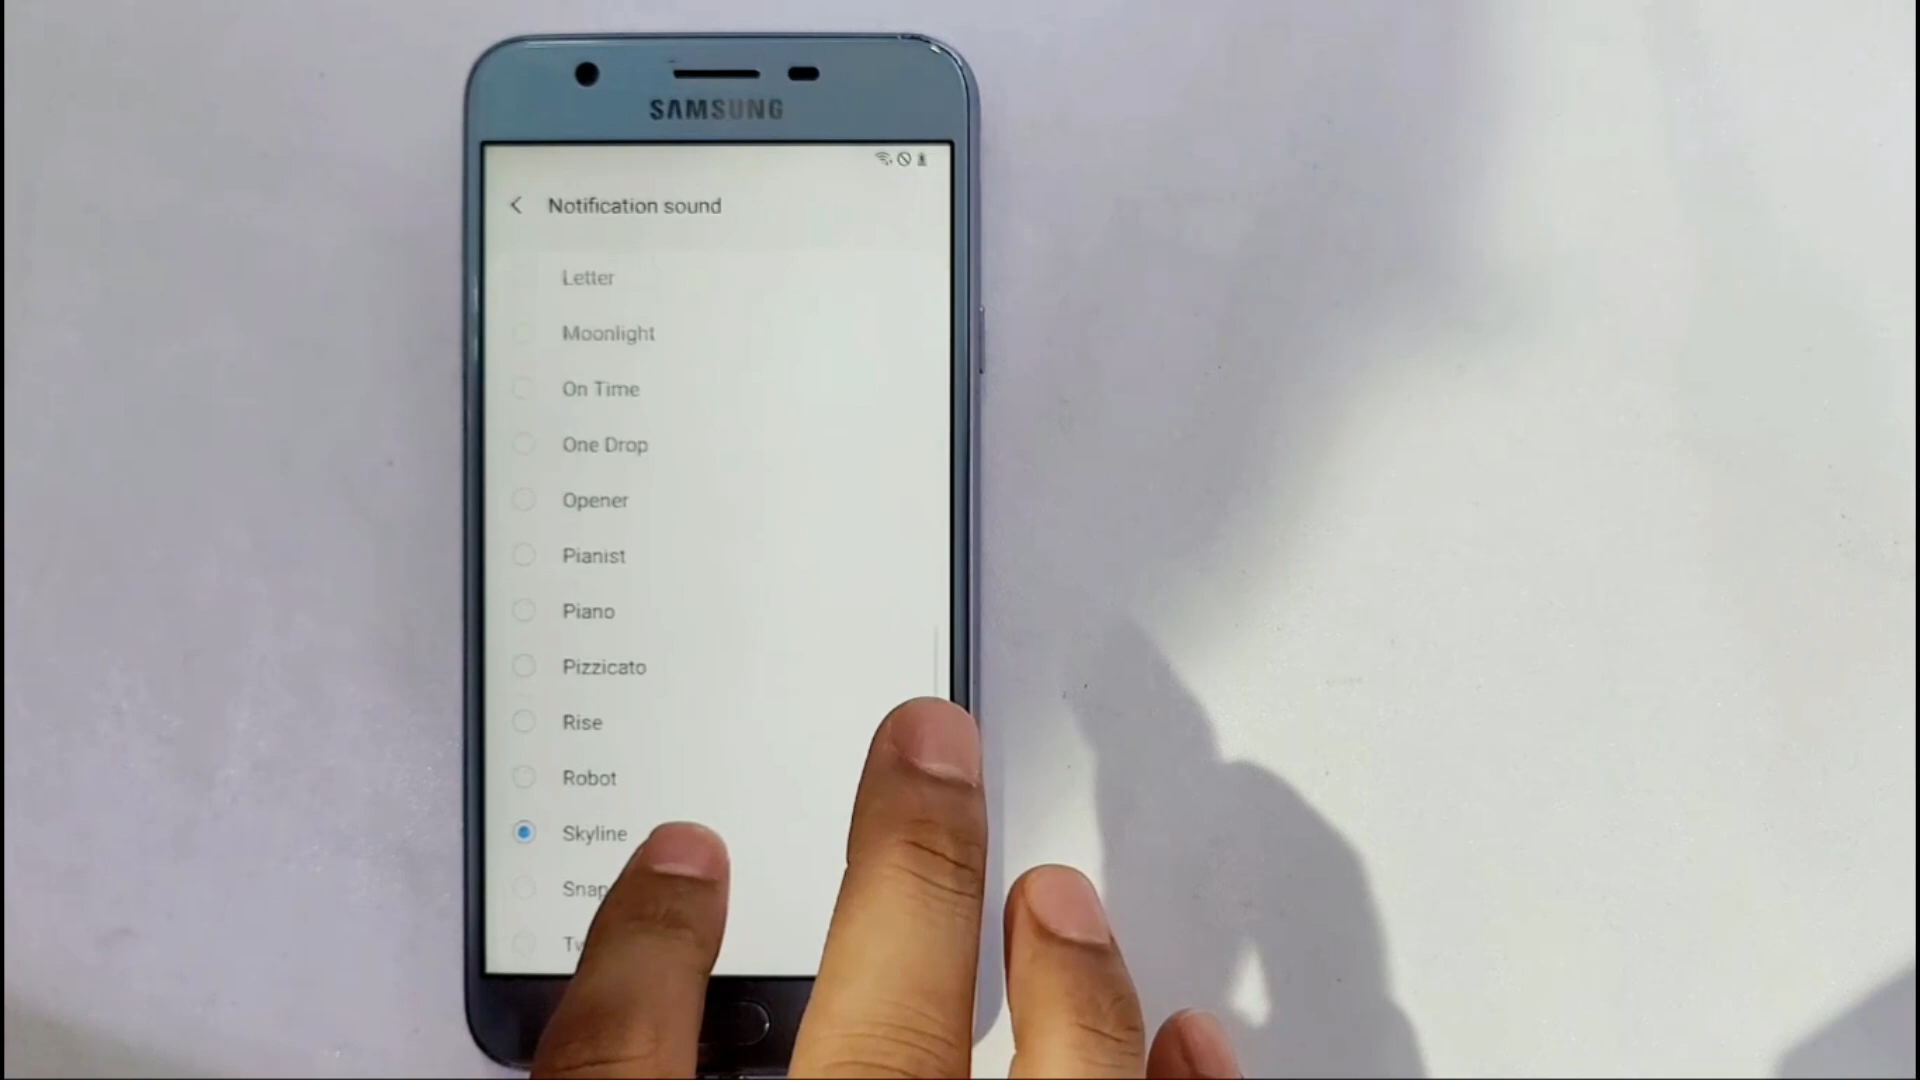 SAMSUNG
Notification sound
Letter
Moonlight
On Time
One Drop
Opener
Pianist
Piano
Pizzicato
Rise
Robot
Skyline